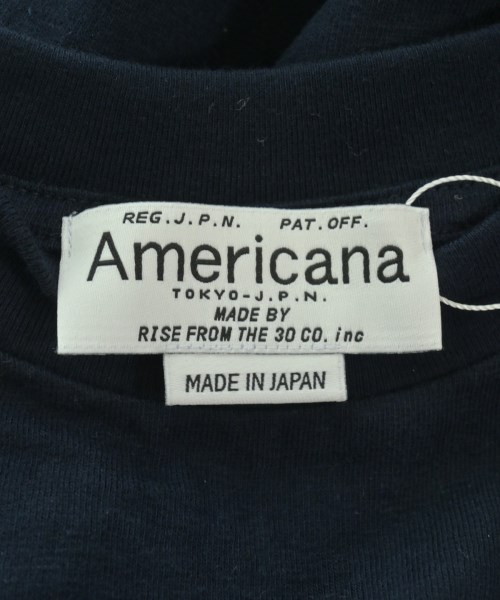 REG.J.P.N. PAT.OFF.
Americana
TOKYO-J.P.N.
MADE BY
RISE FROM THE 30 CO. inc
MADE IN JAPAN